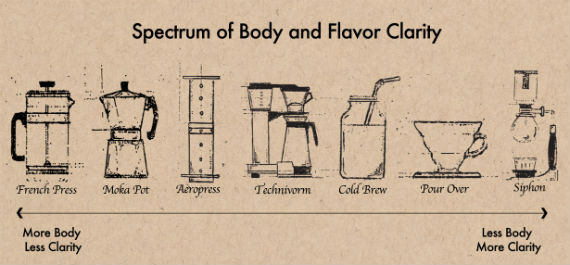 Spectrum of Body and Flavor Clarity
French Press
Moka Pot
Aeropress
Technivorm
Cold Brew
Pour Over
Siphon
More Body
Less Clarity
Less Body
More Clarity